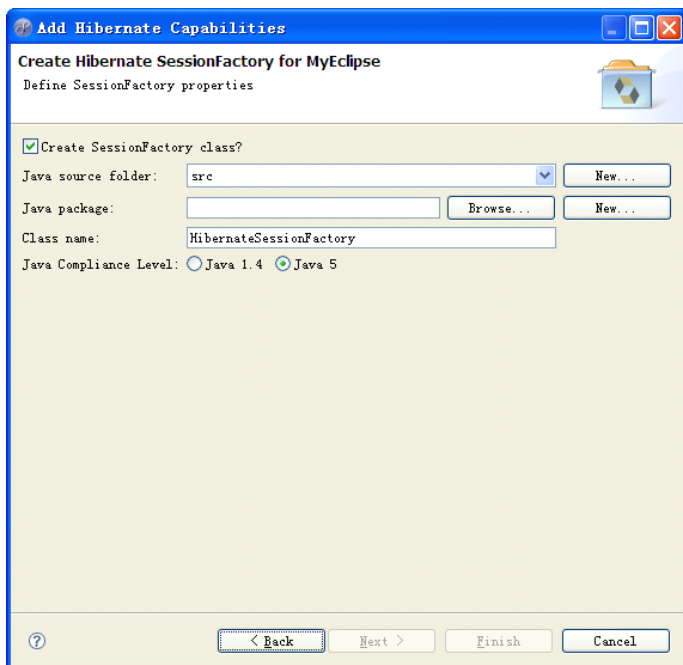 Add Hibernate Capabilities
Create Hibernate SessionFactory for MyEclipse
Define SessionFactory properties
Create SessionFactory class?
Java source folder: src New...
Java package: Browse... New...
Class name: HibernateSessionFactory
Java Compliance Level: Java 1.4 Java 5
? < Back Next > Finish Cancel